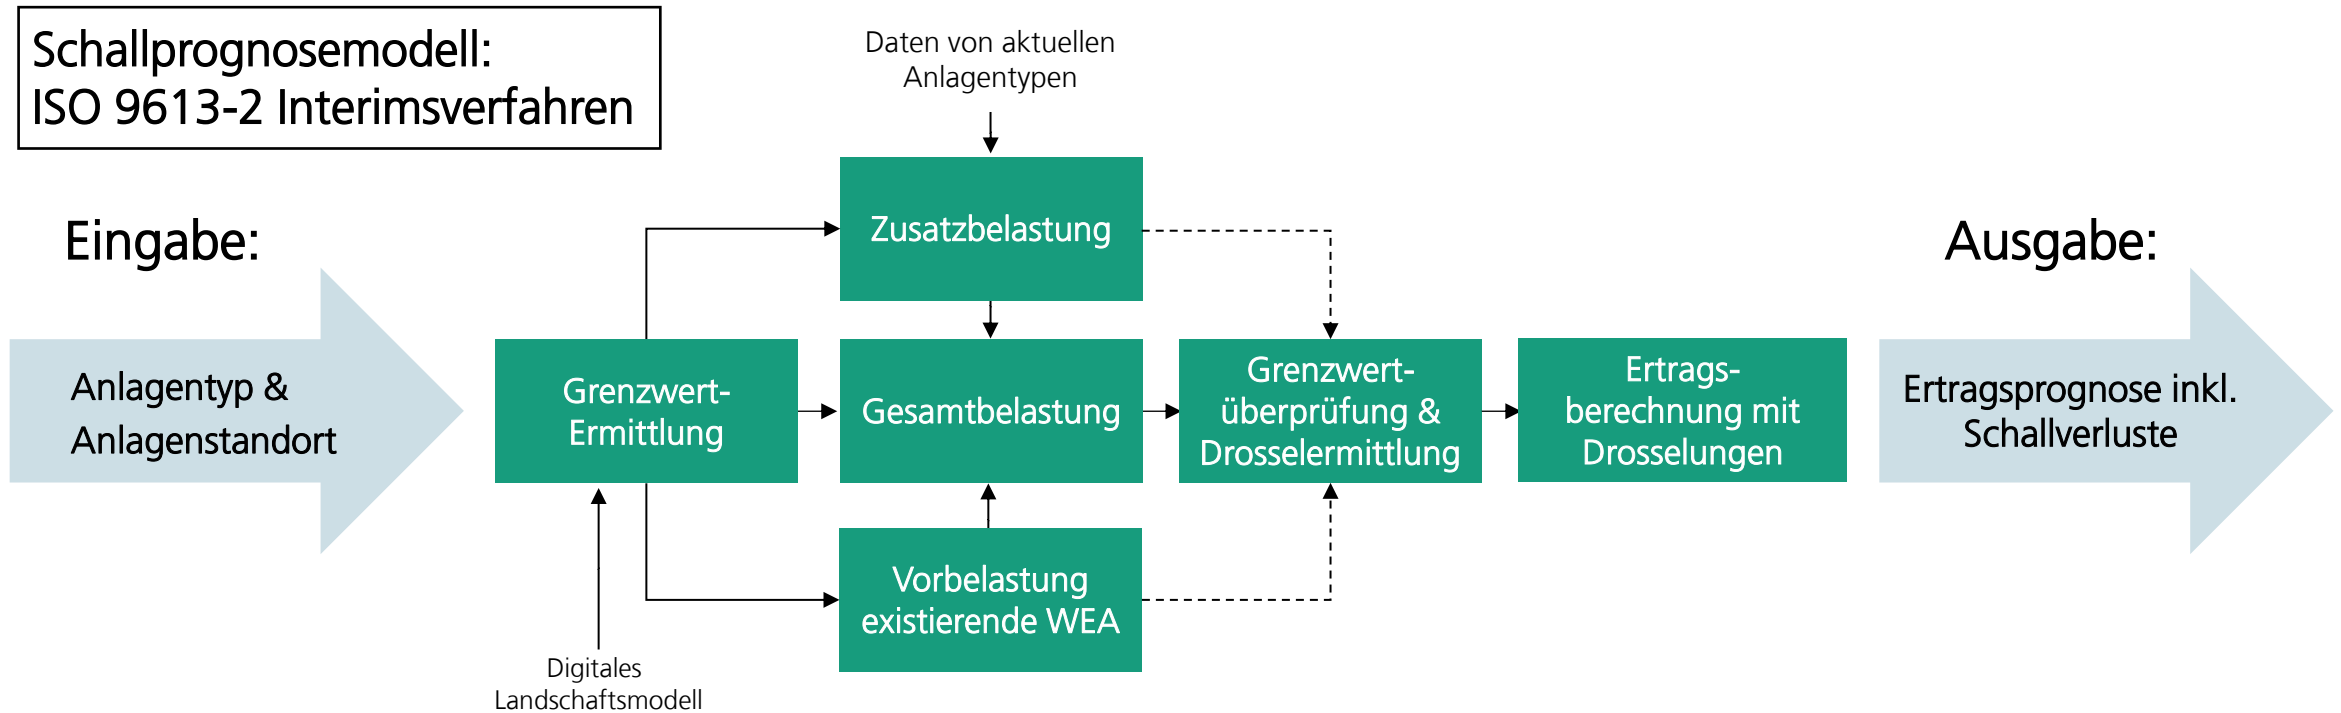 Schallprognosemodell:
ISO 9613-2 Interimsverfahren
Daten von aktuellen
Anlagentypen
Eingabe:
Anlagentyp &
Anlagenstandort
Zusatzbelastung
Grenzwert-
Ermittlung
Gesamtbelastung
Grenzwert-
überprüfung &
Drosselermittlung
Ertrags-
berechnung mit
Drosselungen
Vorbelastung
existierende WEA
Digitales
Landschaftsmodell
Ausgabe:
Ertragsprognose inkl.
Schallverluste